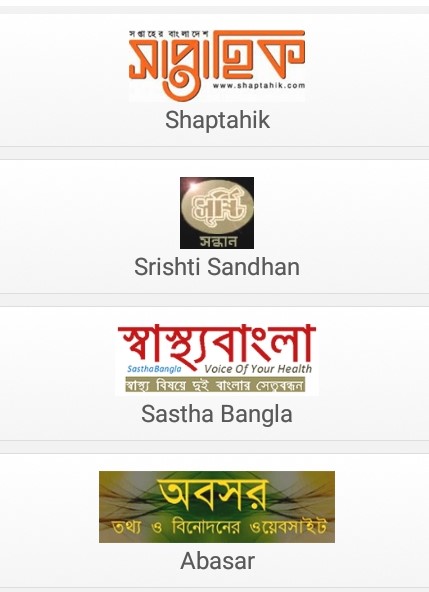 সপ্তাহের বাংলাদেশ
সাপ্তাহিক
www.shaptahik.com
Shaptahik
সৃষ্টি
সন্ধান
Srishti Sandhan
স্বাস্থ্যবাংলা
SasthaBangla Voice Of Your Health
স্বাস্থ্য বিষয়ে দুই বাংলার সেতুবন্ধন
Sastha Bangla
অবসর
তথ্য ও বিনোদনের ওয়েবসাইট
Abasar